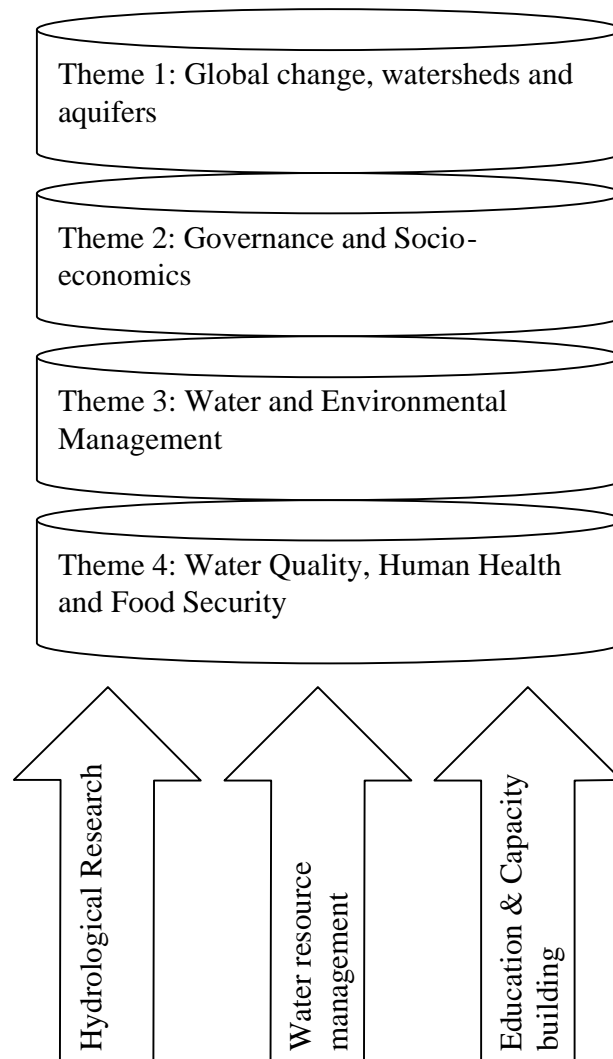 Theme 1: Global change, watersheds and
aquifers
Theme 2: Governance and Socio-
economics
Theme 3: Water and Environmental
Management
Theme 4: Water Quality, Human Health
and Food Security
Hydrological Research
Water resource
management
Education & Capacity
building